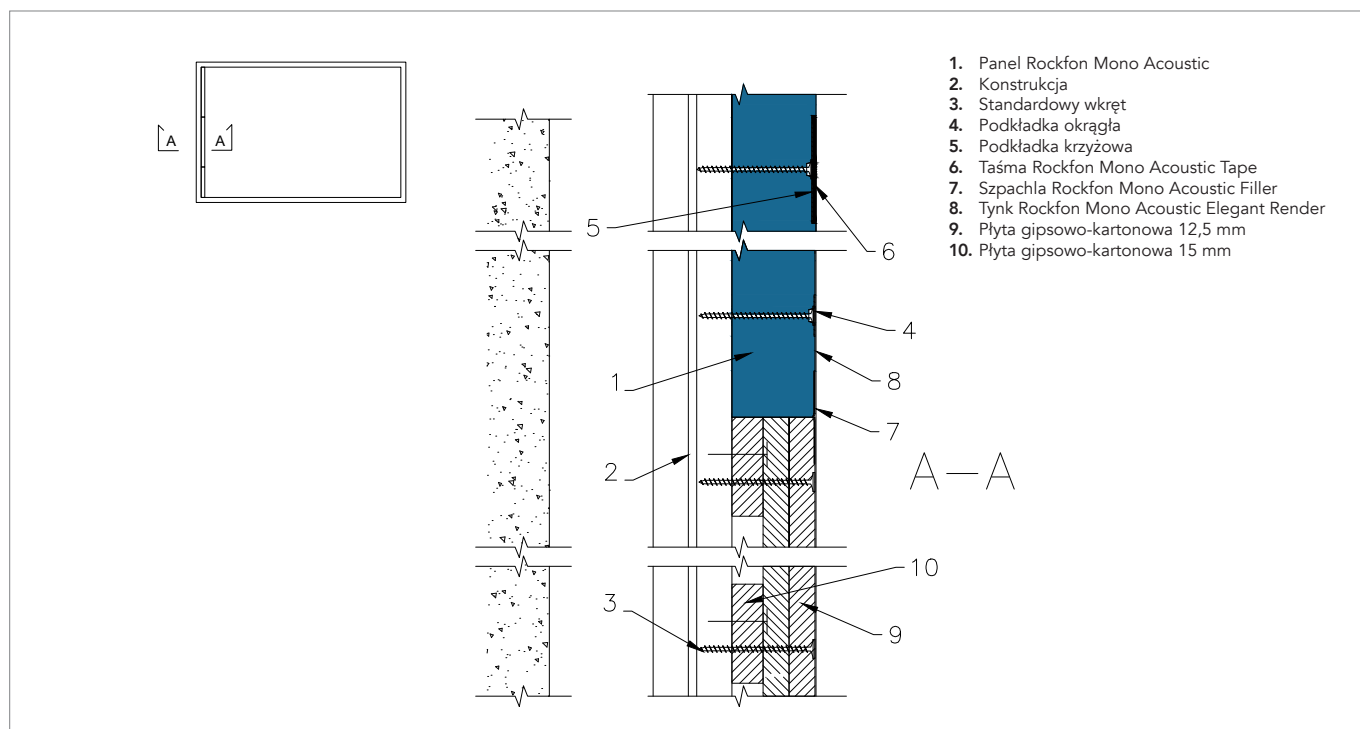 A A
1. Panel Rockfon Mono Acoustic
2. Konstrukcja
3. Standardowy wkręt
4. Podkładka okrągła
5. Podkładka krzyżowa
6. Taśma Rockfon Mono Acoustic Tape
7. Szpachla Rockfon Mono Acoustic Filler
8. Tynk Rockfon Mono Acoustic Elegant Render
9. Płyta gipsowo-kartonowa 12,5 mm
10. Płyta gipsowo-kartonowa 15 mm
5
6
4
1
8
7
2
A—A
10
3
9